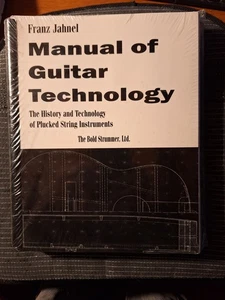 Franz Jahnel
Manual of
Guitar
Technology
The History and Technology
of Plucked String Instruments
The Bold Strummer, Ltd.